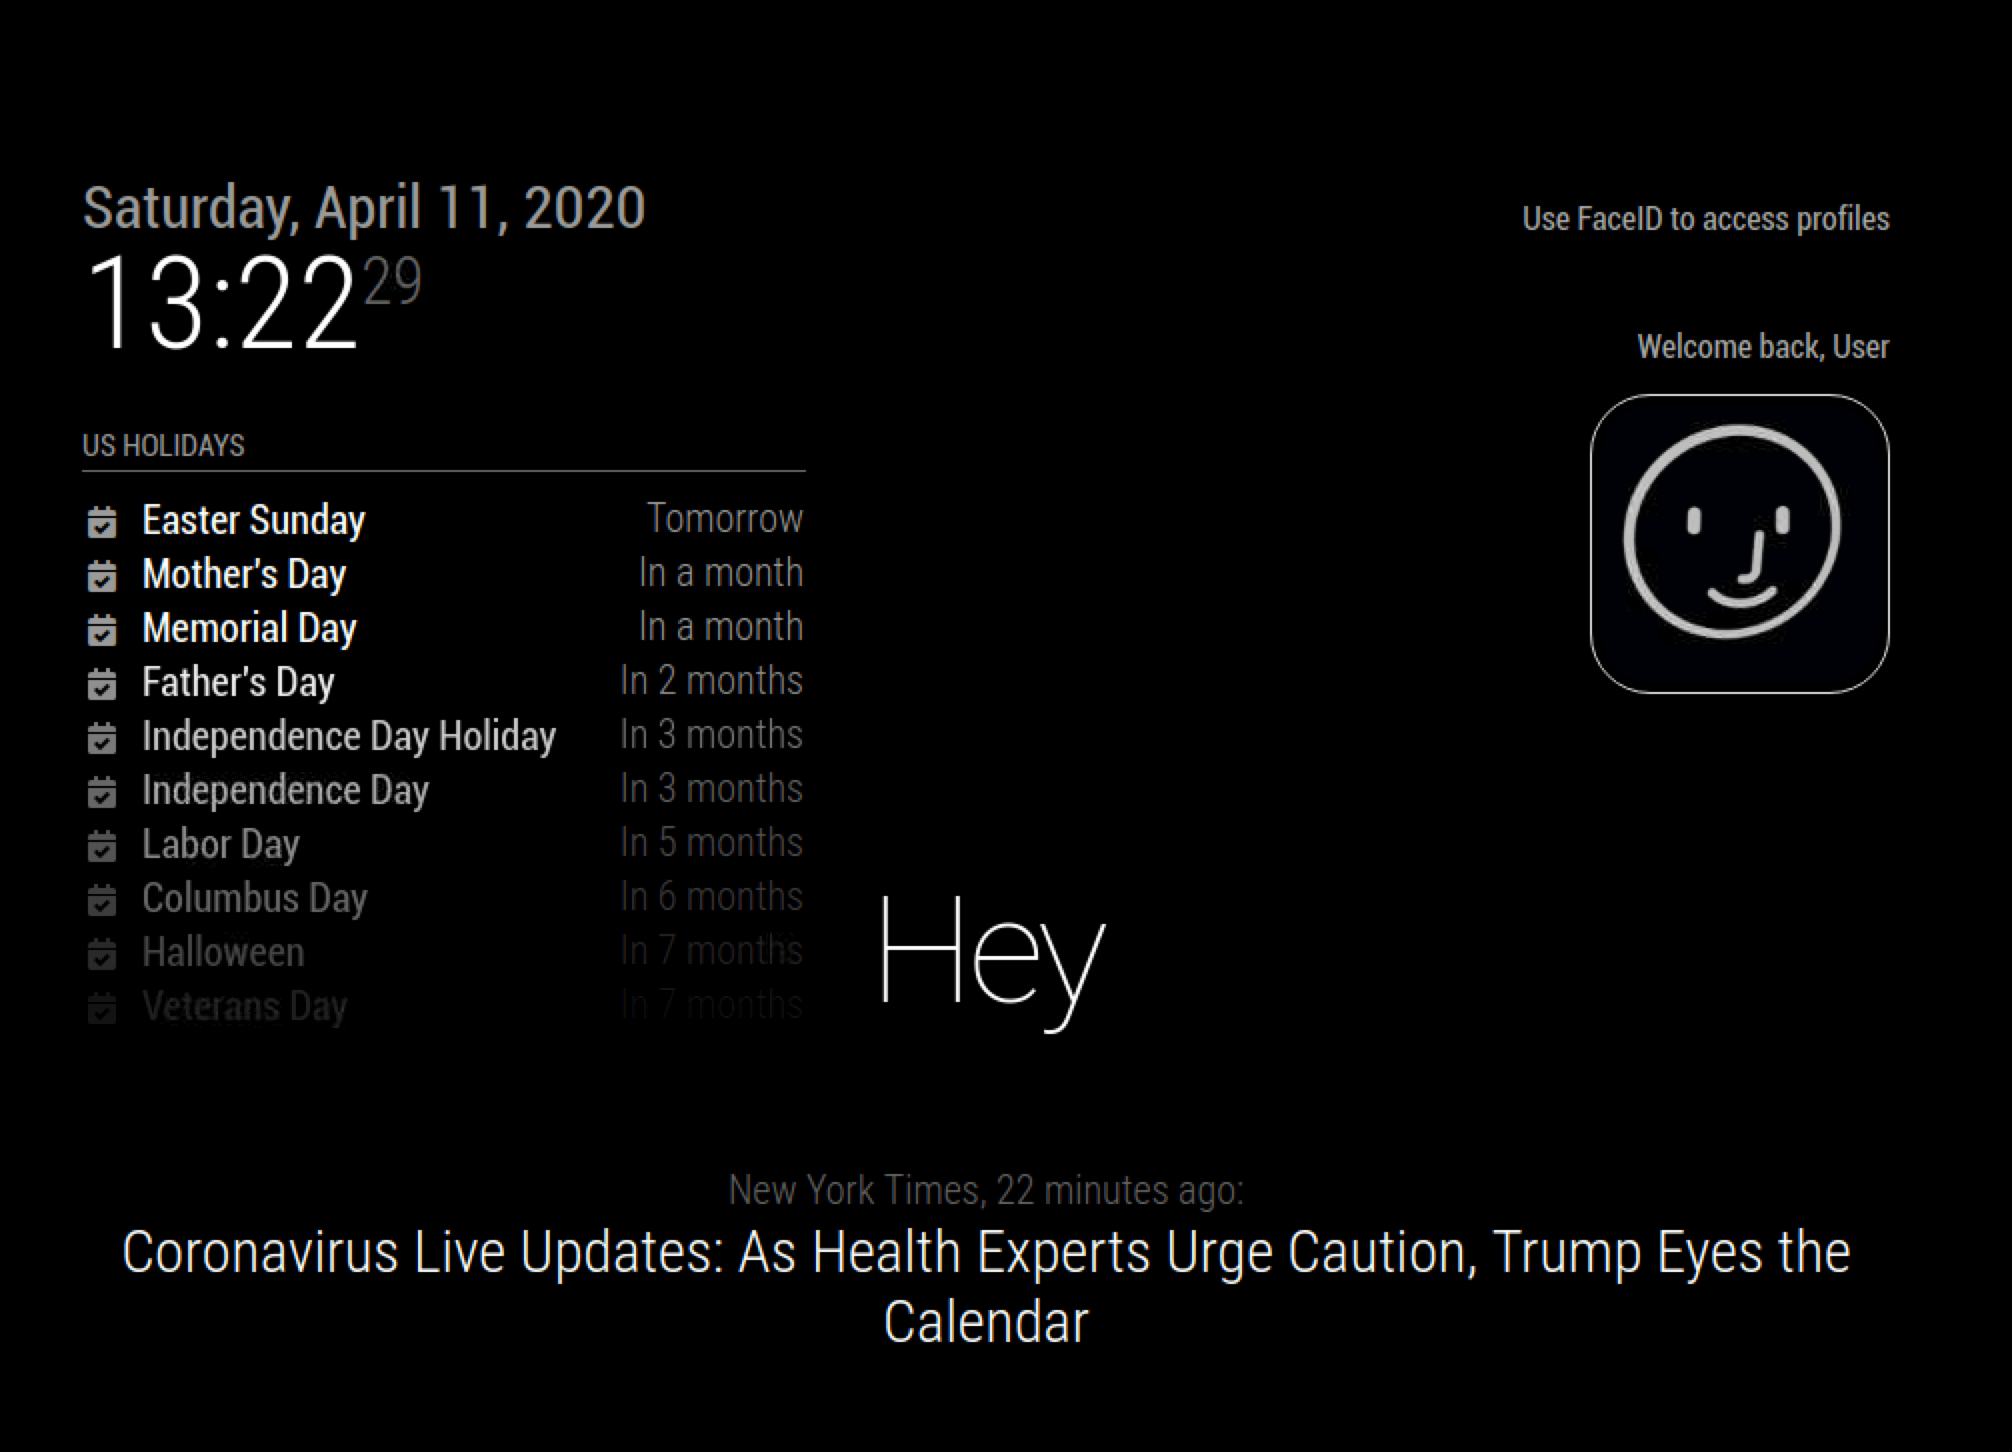 Saturday, April 11, 2020
13:22 29
Use FaceID to access profiles
Welcome back, User
US HOLIDAYS
Easter Sunday Tomorrow
Mother's Day In a month
Memorial Day In a month
Father's Day In 2 months
Independence Day Holiday In 3 months
Independence Day In 3 months
Labor Day In 5 months
Columbus Day In 6 months
Halloween In 7 months
Veterans Day In 7 months
Hey
New York Times, 22 minutes ago:
Coronavirus Live Updates: As Health Experts Urge Caution, Trump Eyes the
Calendar